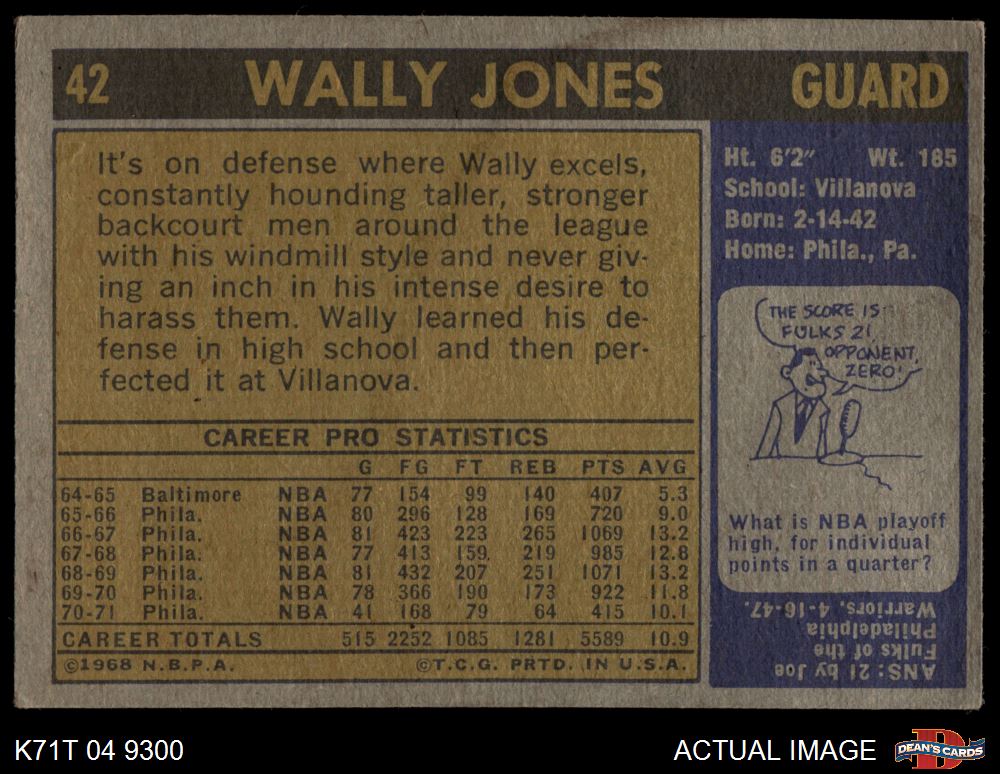 42 WALLY JONES GUARD
It's on defense where Wally excels,
constantly hounding taller, stronger
backcourt men around the league
with his windmill style and never giv-
ing an inch in his intense desire to
harass them. Wally learned his de-
fense in high school and then per-
fected it at Villanova.
CAREER PRO STATISTICS
G FG FT REB PTS AVG
64-65 Baltimore NBA 77 154 99 140 407 5.3
65-66 Phila. NBA 80 296 128 169 720 9.0
66-67 Phila. NBA 81 423 223 265 1069 13.2
67-68 Phila. NBA 77 413 159 219 985 12.8
68-69 Phila. NBA 81 432 207 251 1071 13.2
69-70 Phila. NBA 78 366 190 173 922 11.8
70-71 Phila. NBA 41 168 79 64 415 10.1
CAREER TOTALS 515 2252 1085 1281 5589 10.9
©1968 N.B.P.A. ©T.C.G. PRTD. IN U.S.A.
Ht. 6'2" Wt. 185
School: Villanova
Born: 2-14-42
Home: Phila., Pa.
THE SCORE IS
FULKS 21,
OPPONENT,
ZERO!
What is NBA playoff
high, for individual
points in a quarter?
ANS: 21 by Joe
Fulks of the
Philadelphia
Warriors, 4-16-47.
K71T 04 9300 ACTUAL IMAGE DEAN'S CARDS